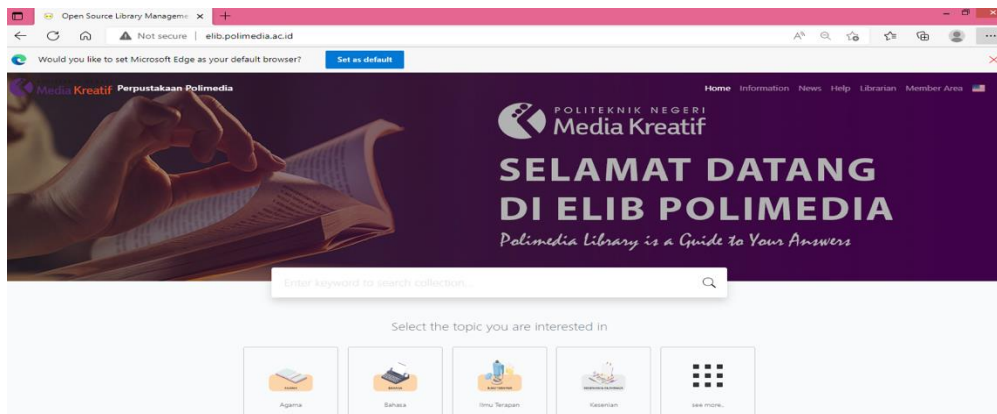 Open Source Library Manageme
Not secure | elib.polimedia.ac.id
Would you like to set Microsoft Edge as your default browser? Set as default
Media Kreatif Perpustakaan Polimedia
Home Information News Help Librarian Member Area
POLITEKNIK NEGERI
Media Kreatif
SELAMAT DATANG
DI ELIB POLIMEDIA
Polimedia Library is a Guide to Your Answers
Enter keyword to search collection...
Select the topic you are interested in
Agama Bahasa Ilmu Terapan Kesenian see more..